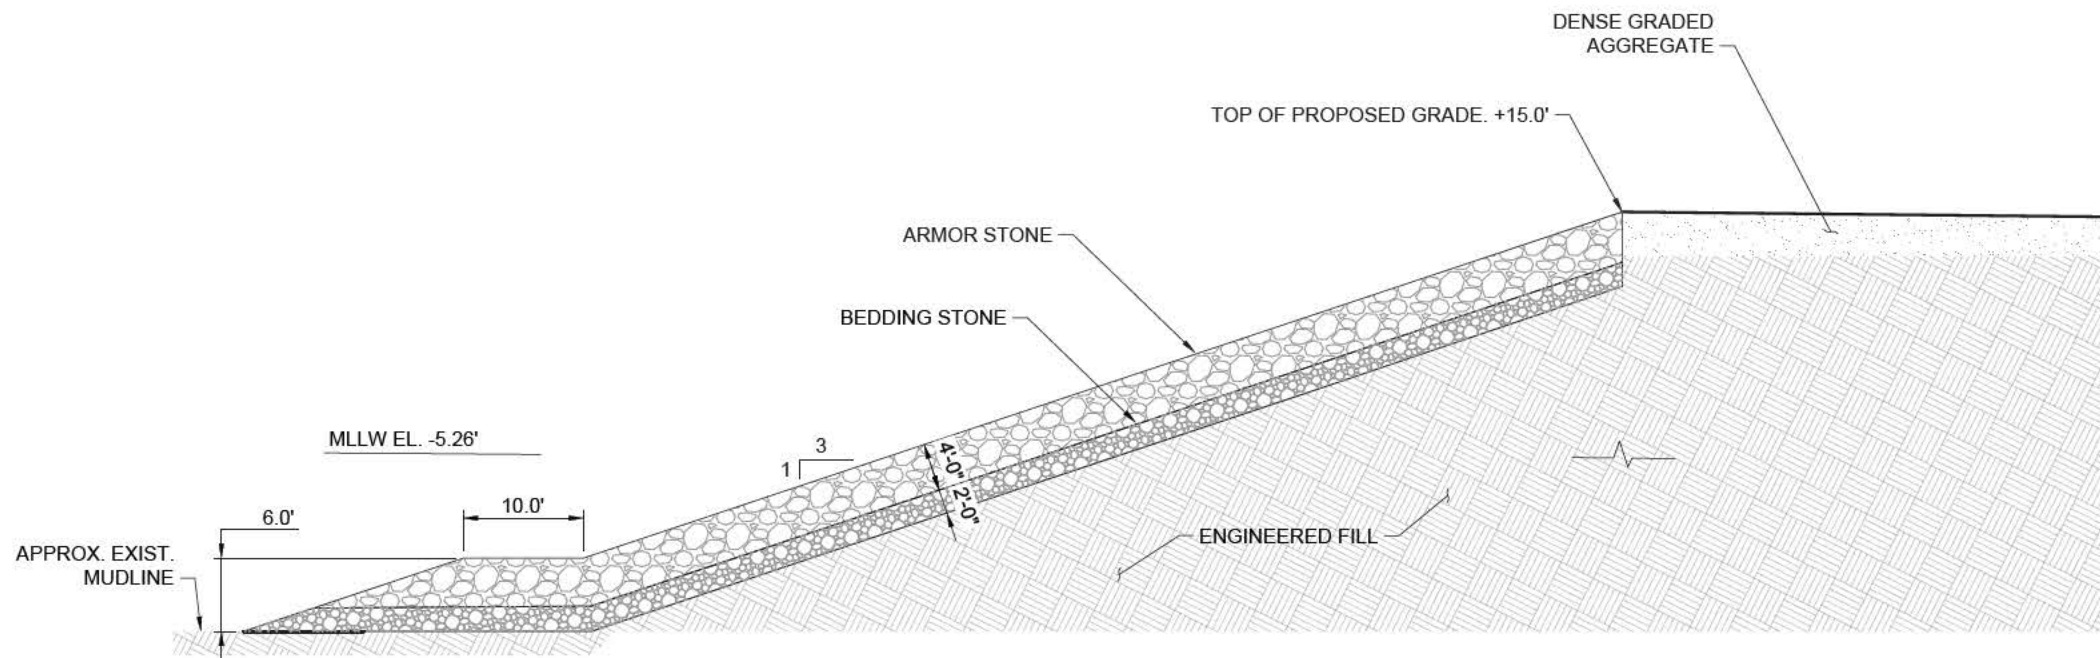 DENSE GRADED
AGGREGATE
TOP OF PROPOSED GRADE. +15.0'
ARMOR STONE
BEDDING STONE
MLLW EL. -5.26'
3
1
4'-0"
2'-0"
10.0'
6.0'
ENGINEERED FILL
APPROX. EXIST.
MUDLINE